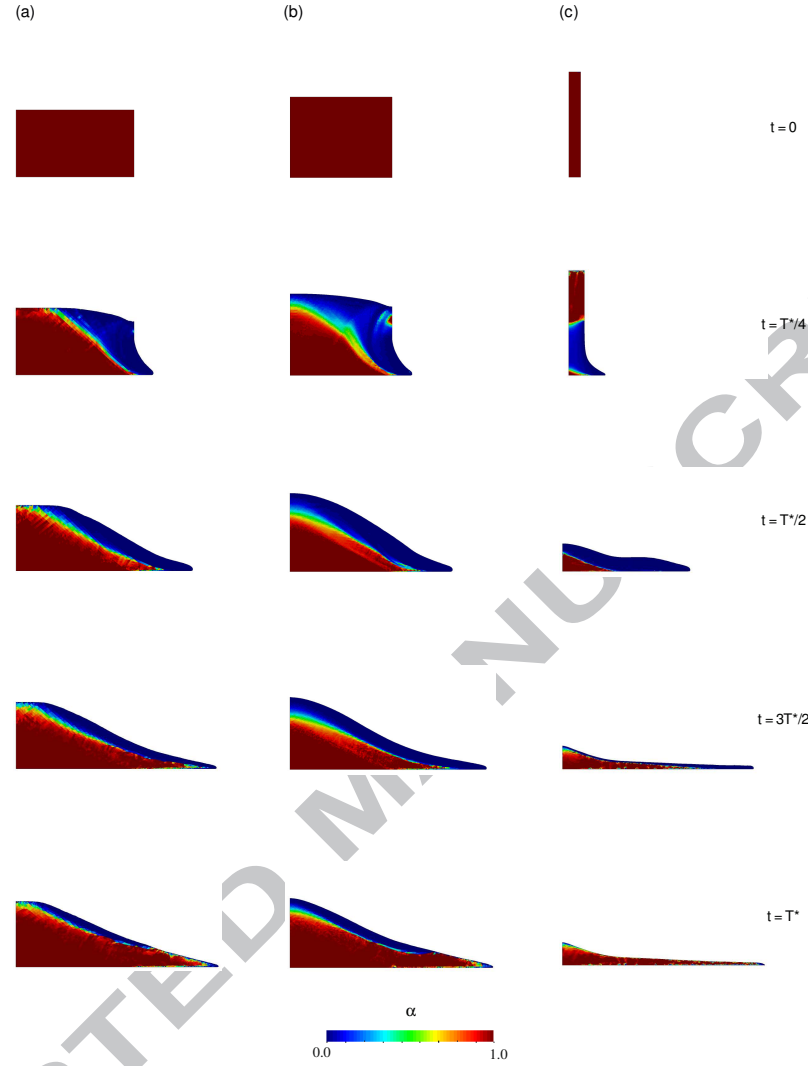 (a) (b) (c)
t = 0
t = T*/4
t = T*/2
t = 3T*/2
t = T*
α
0.0 1.0